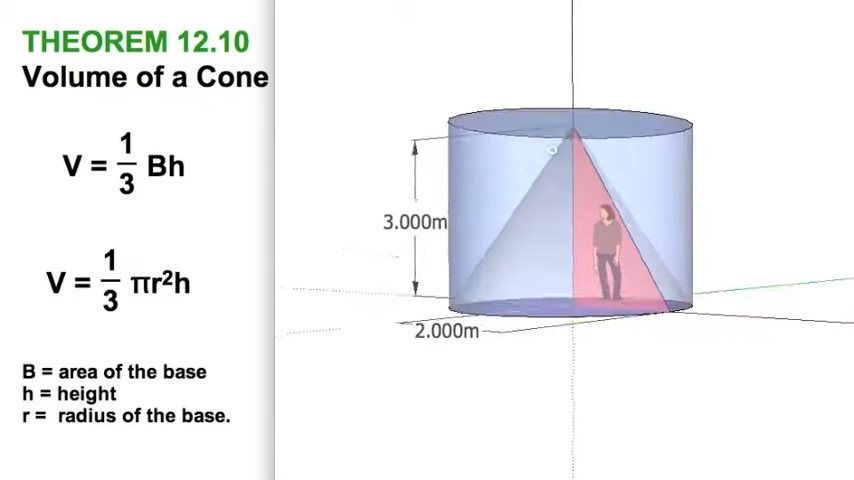 THEOREM 12.10
Volume of a Cone
V = 1/3 Bh
V = 1/3 πr²h
B = area of the base
h = height
r = radius of the base.
3.000m
2.000m